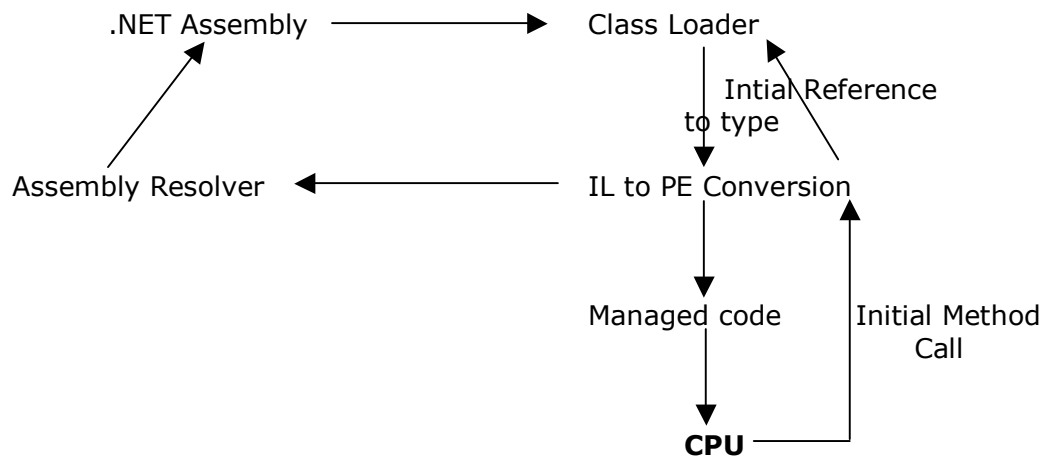 .NET Assembly
Class Loader
Intial Reference
to type
Assembly Resolver
IL to PE Conversion
Managed code
Initial Method
Call
CPU